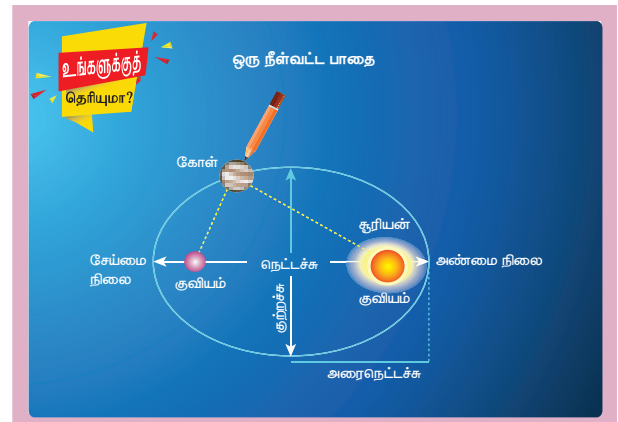 உங்களுக்குத்
தெரியுமா?
ஒரு நீள்வட்ட பாதை
கோள்
சூரியன்
சேய்மை
நிலை
நெட்டச்சு
அண்மை நிலை
குவியம்
குவியம்
குற்றச்சு
அரைநெட்டச்சு